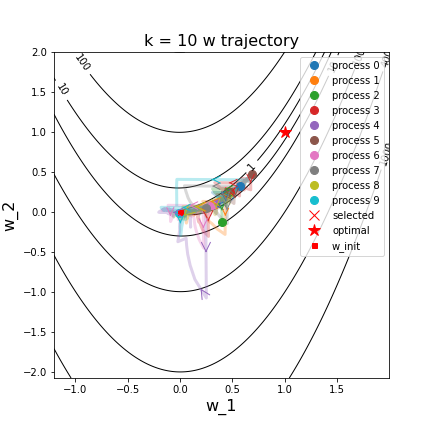 k = 10 w trajectory
w_2
2.0
1.5
1.0
0.5
0.0
−0.5
−1.0
−1.5
−2.0
100
10
1
process 0
process 1
process 2
process 3
process 4
process 5
process 6
process 7
process 8
process 9
selected
optimal
w_init
−1.0
−0.5
0.0
0.5
1.0
1.5
w_1